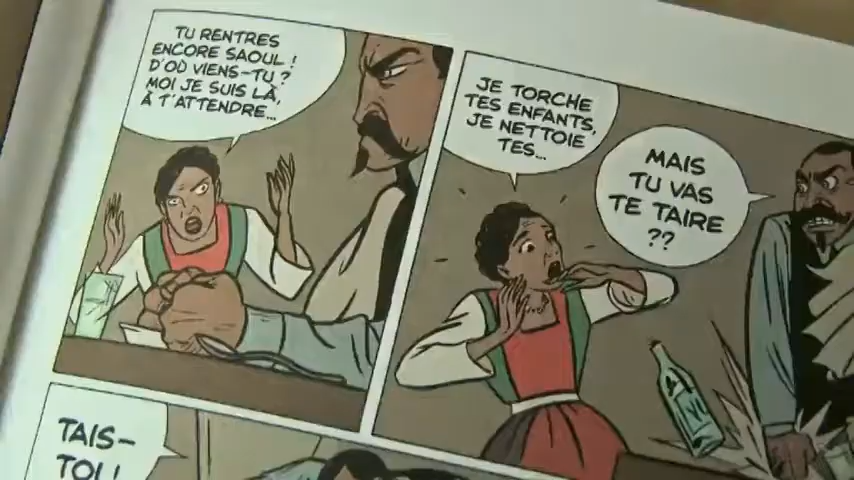 TU RENTRES
ENCORE SAOUL !
D'OÙ VIENS-TU ?
MOI JE SUIS LÀ,
À T'ATTENDRE...
JE TORCHE
TES ENFANTS,
JE NETTOIE
TES...
MAIS
TU VAS
TE TAIRE
??
TAIS-
TOI !